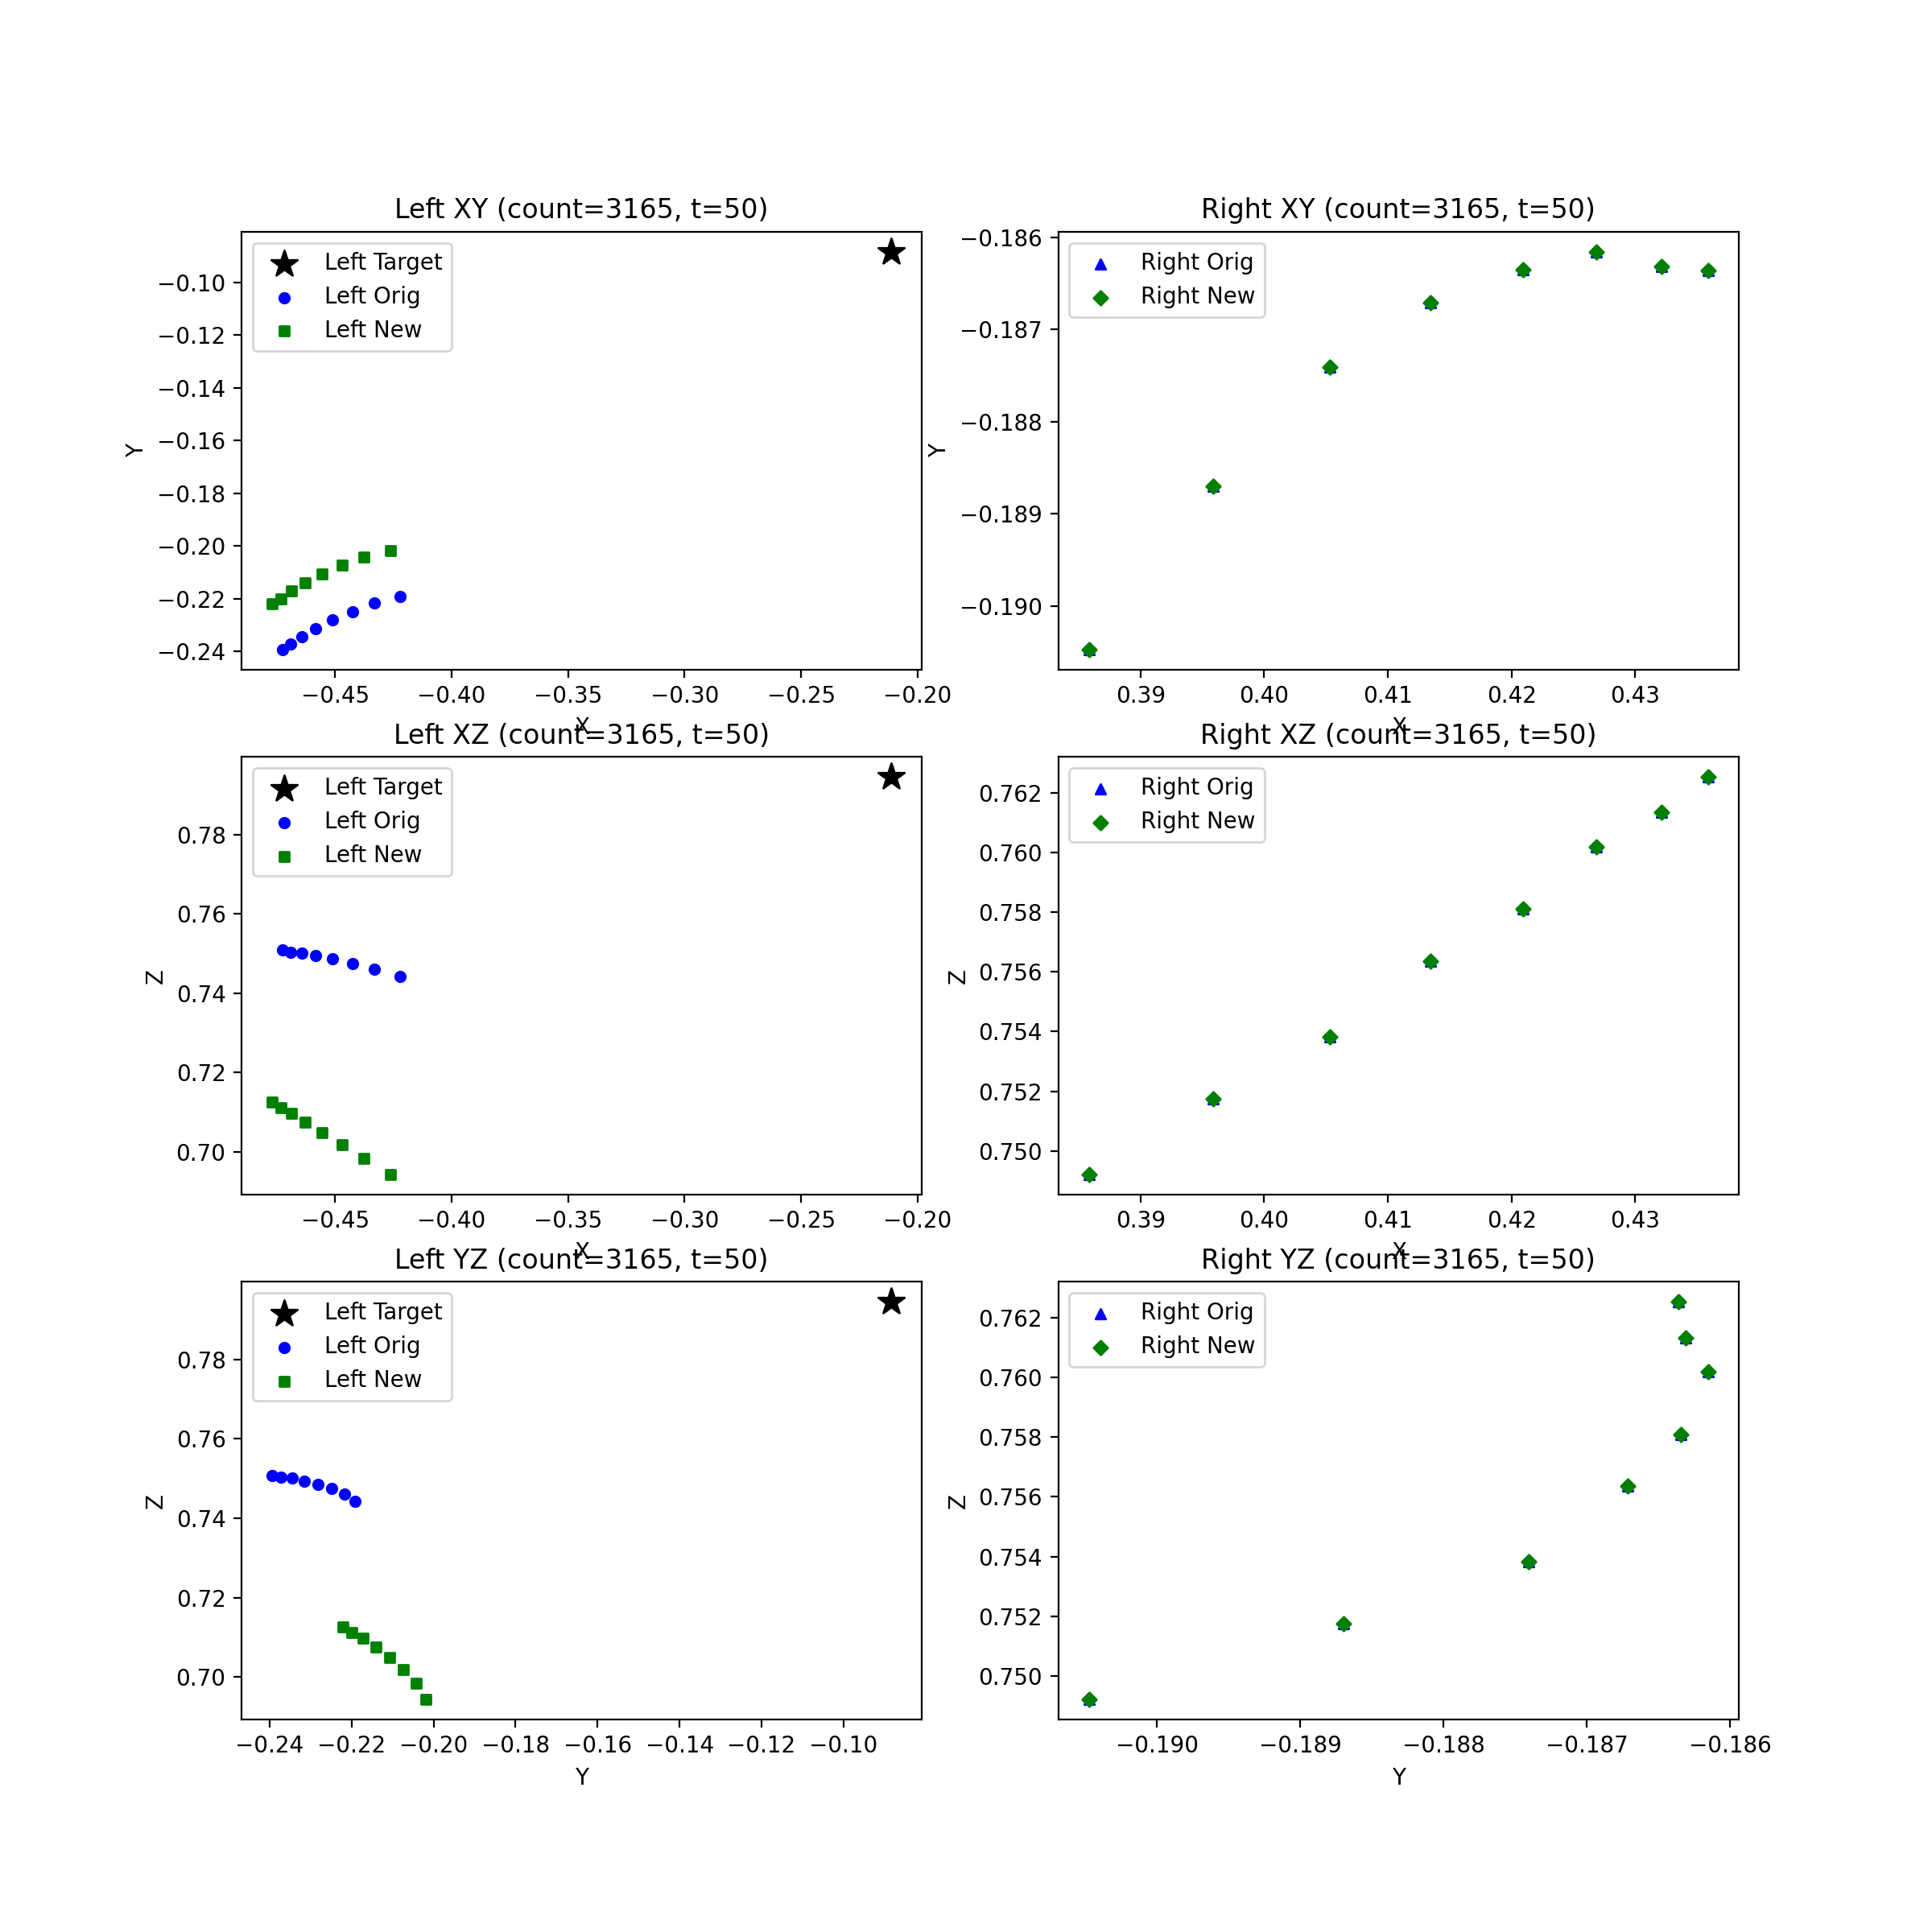 Left XY (count=3165, t=50)
Left Target
Left Orig
Left New
Y
−0.10
−0.12
−0.14
−0.16
−0.18
−0.20
−0.22
−0.24
−0.45 −0.40 −0.35 −0.30 −0.25 −0.20
X
Right XY (count=3165, t=50)
Right Orig
Right New
Y
−0.186
−0.187
−0.188
−0.189
−0.190
0.39 0.40 0.41 0.42 0.43
X
Left XZ (count=3165, t=50)
Left Target
Left Orig
Left New
Z
0.78
0.76
0.74
0.72
0.70
−0.45 −0.40 −0.35 −0.30 −0.25 −0.20
X
Right XZ (count=3165, t=50)
Right Orig
Right New
Z
0.762
0.760
0.758
0.756
0.754
0.752
0.750
0.39 0.40 0.41 0.42 0.43
X
Left YZ (count=3165, t=50)
Left Target
Left Orig
Left New
Z
0.78
0.76
0.74
0.72
0.70
−0.24 −0.22 −0.20 −0.18 −0.16 −0.14 −0.12 −0.10
Y
Right YZ (count=3165, t=50)
Right Orig
Right New
Z
0.762
0.760
0.758
0.756
0.754
0.752
0.750
−0.190 −0.189 −0.188 −0.187 −0.186
Y